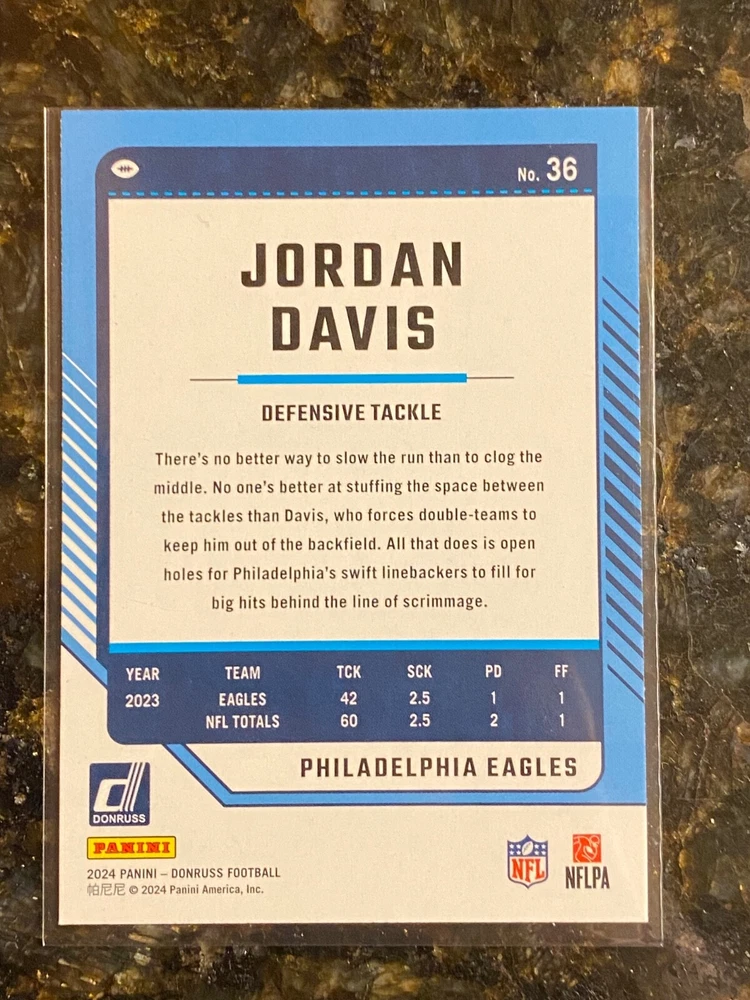 No. 36
JORDAN
DAVIS
DEFENSIVE TACKLE
There's no better way to slow the run than to clog the
middle. No one's better at stuffing the space between
the tackles than Davis, who forces double-teams to
keep him out of the backfield. All that does is open
holes for Philadelphia's swift linebackers to fill for
big hits behind the line of scrimmage.
YEAR TEAM TCK SCK PD FF
2023 EAGLES 42 2.5 1 1
NFL TOTALS 60 2.5 2 1
PHILADELPHIA EAGLES
d
DONRUSS
PANINI
2024 PANINI – DONRUSS FOOTBALL
帕尼尼 © 2024 Panini America, Inc.
NFL
NFLPA